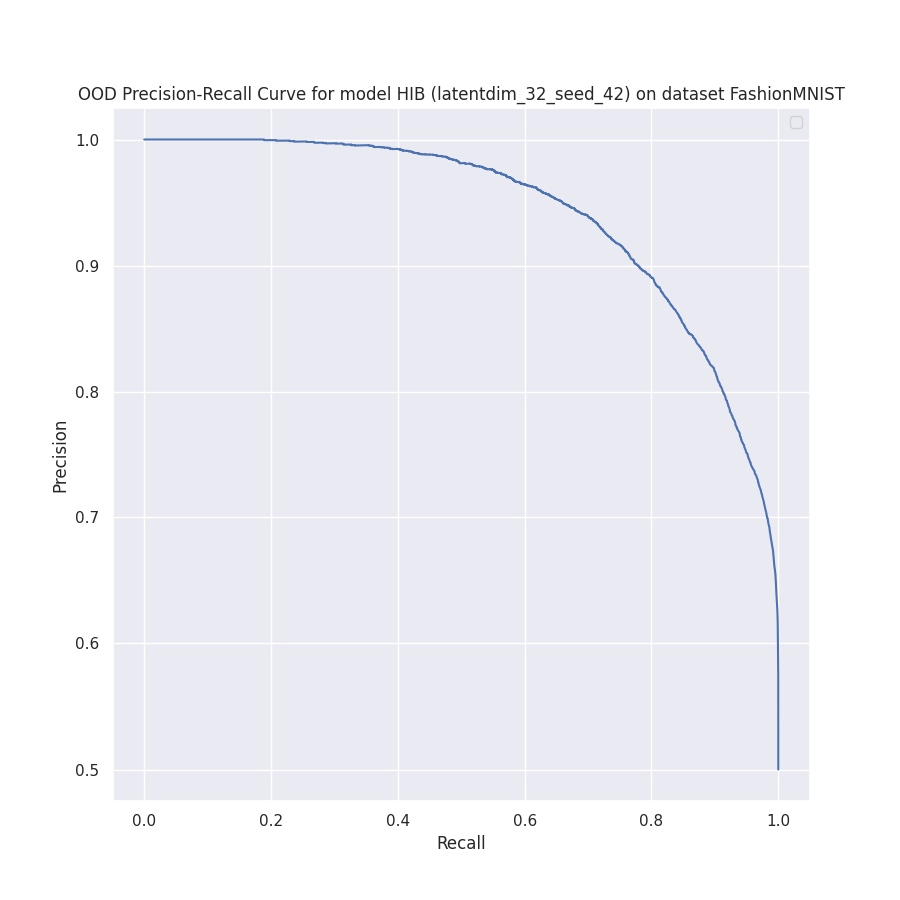 OOD Precision-Recall Curve for model HIB (latentdim_32_seed_42) on dataset FashionMNIST
1.0
0.9
0.8
0.7
0.6
0.5
Precision
0.0 0.2 0.4 0.6 0.8 1.0
Recall